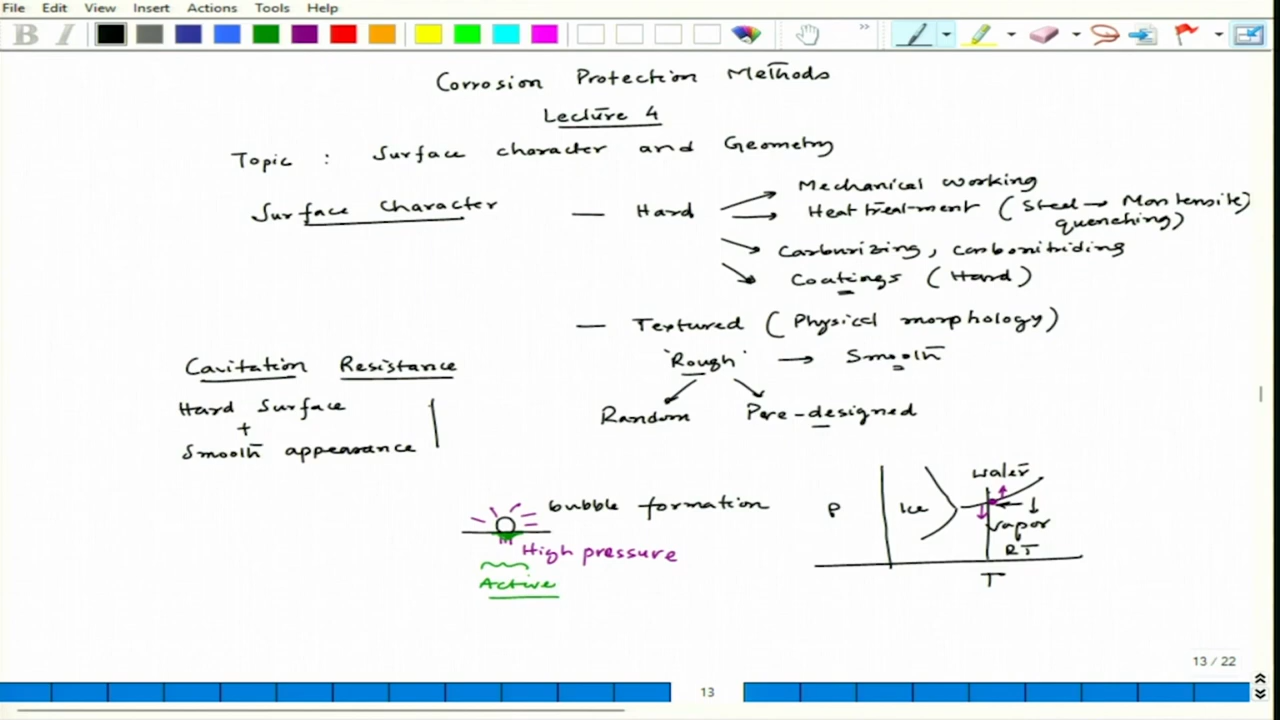 File Edit View Insert Actions Tools Help
B I
Corrosion Protection Methods
Lecture 4
Topic : Surface character and Geometry
Surface Character — Hard
Mechanical working
Heat treatment (Steel → Martensite)
quenching)
Carburizing, carbonitriding
Coatings (Hard)
— Textured (Physical morphology)
'Rough' → Smooth
Random Pre-designed
Cavitation Resistance
Hard Surface
+
Smooth appearance
bubble formation
High pressure
Active
P
Ice
water
vapor
RT
T
13 / 22
13